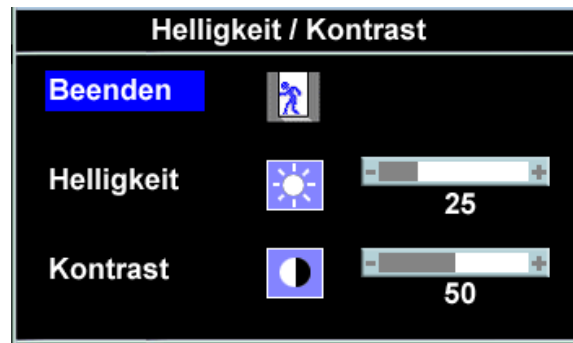 Helligkeit / Kontrast
Beenden
Helligkeit
- +
25
Kontrast
- +
50